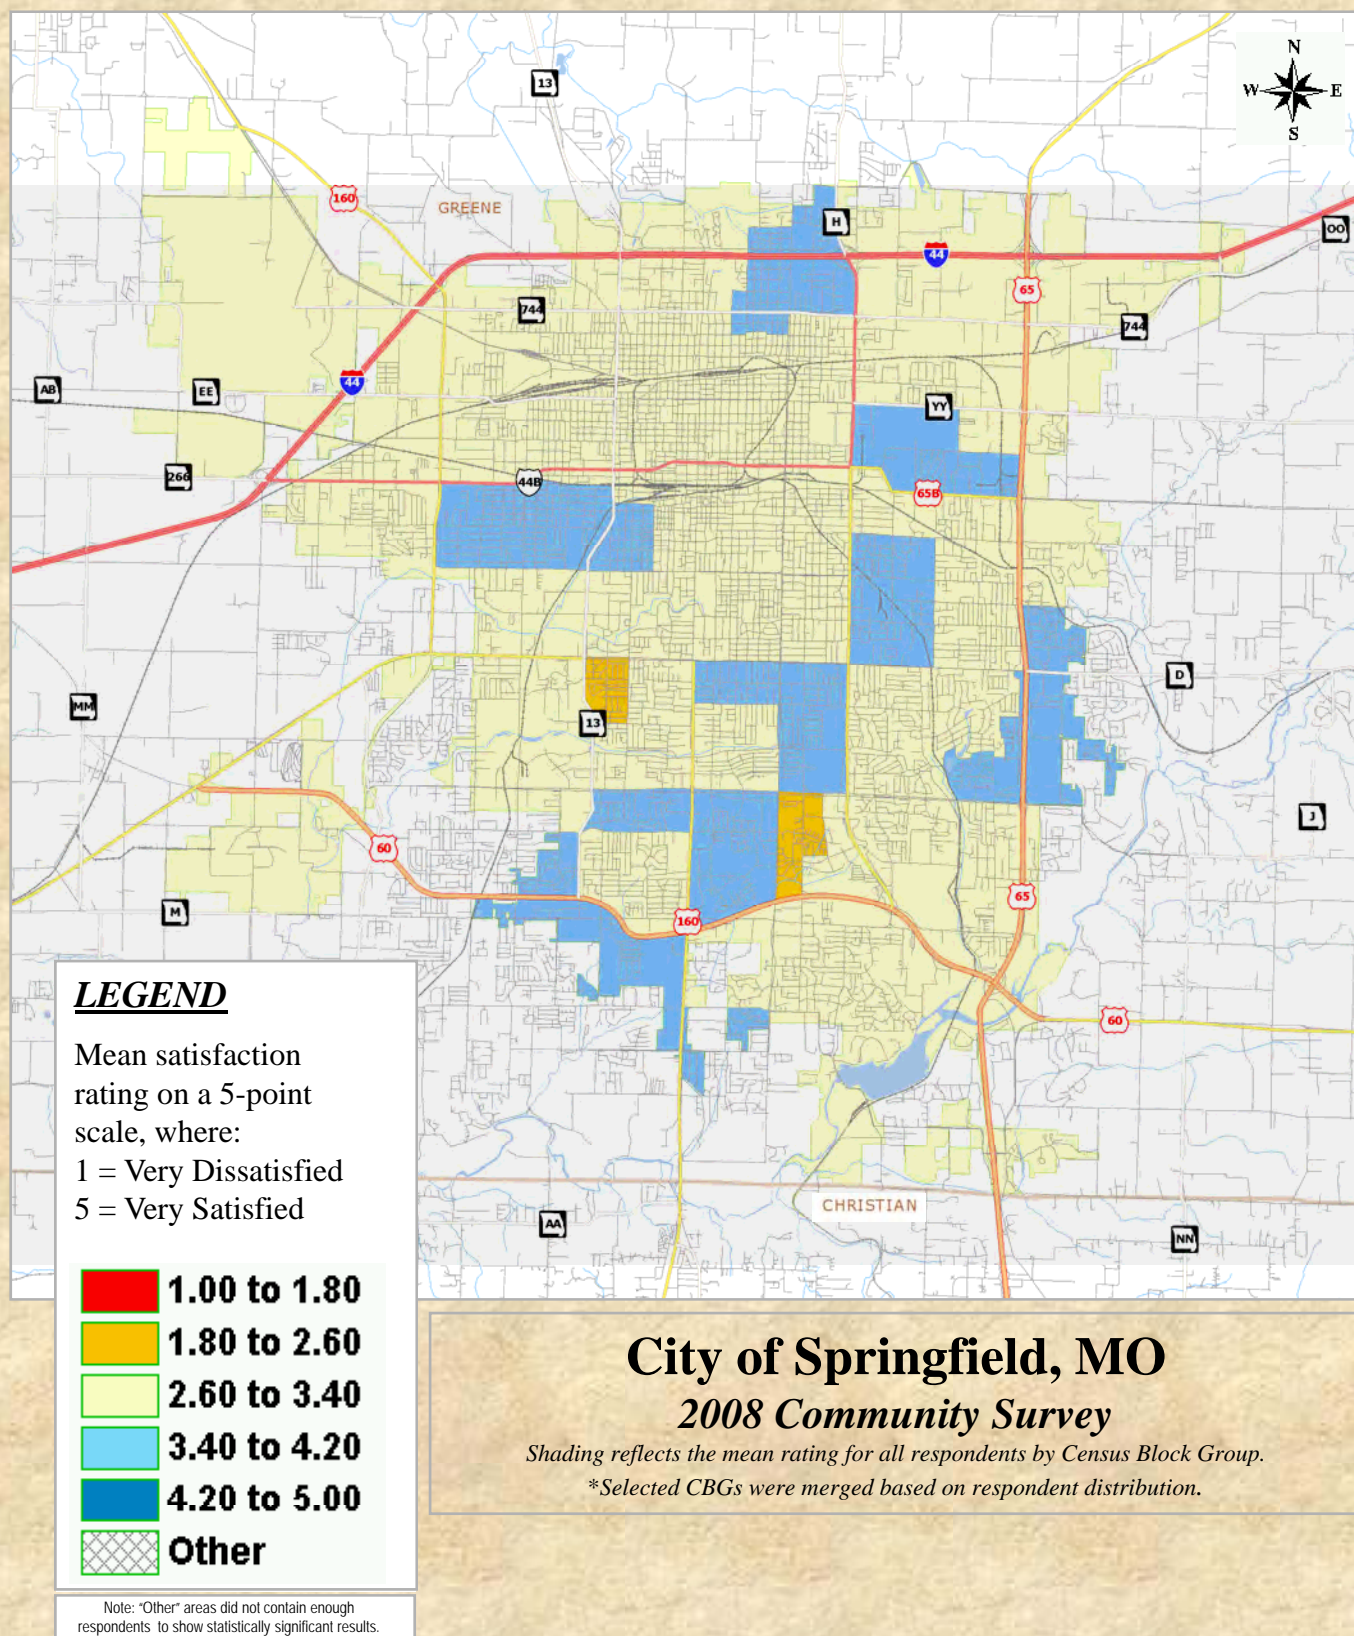 N
W E
S
13
160
GREENE
H
OO
44
65
744
744
44
AB
EE
YY
266
44B
65B
D
MM
13
J
60
65
M
160
60
CHRISTIAN
AA
NN
LEGEND
Mean satisfaction
rating on a 5-point
scale, where:
1 = Very Dissatisfied
5 = Very Satisfied
1.00 to 1.80
1.80 to 2.60
2.60 to 3.40
3.40 to 4.20
4.20 to 5.00
Other
Note: “Other” areas did not contain enough
respondents to show statistically significant results.
City of Springfield, MO
2008 Community Survey
Shading reflects the mean rating for all respondents by Census Block Group.
*Selected CBGs were merged based on respondent distribution.